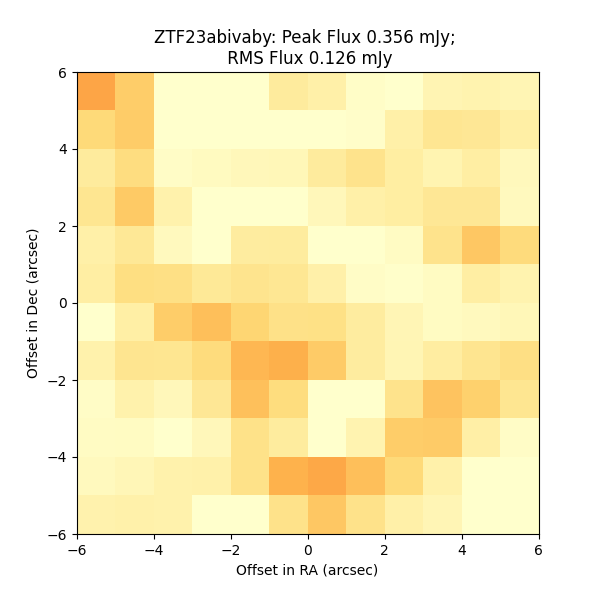 ZTF23abivaby: Peak Flux 0.356 mJy;
RMS Flux 0.126 mJy
6
4
2
0
−2
−4
−6
Offset in Dec (arcsec)
−6 −4 −2 0 2 4 6
Offset in RA (arcsec)